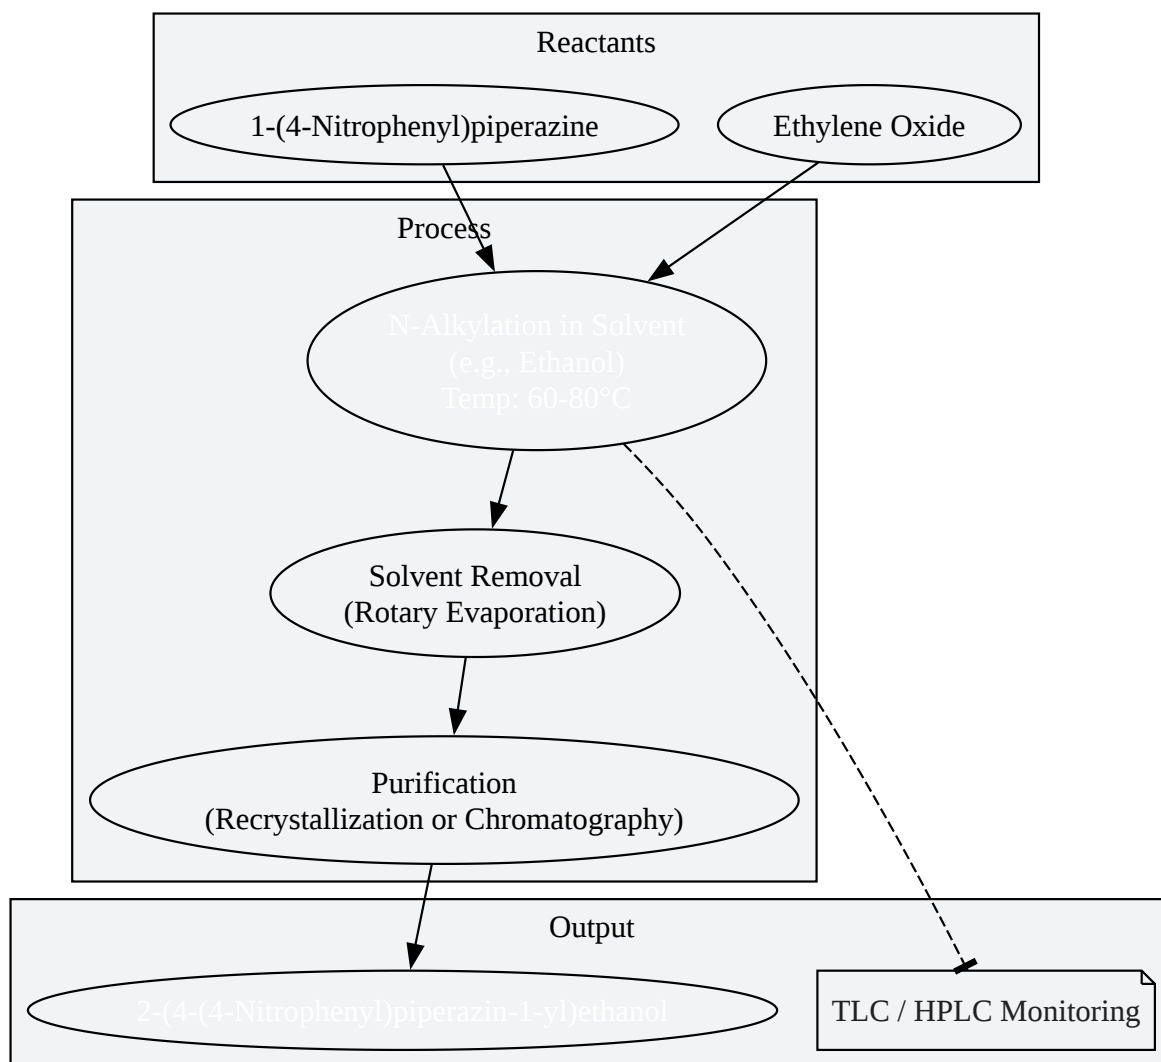 Reactants
1-(4-Nitrophenyl)piperazine
Ethylene Oxide
Process
N-Alkylation in Solvent
(e.g., Ethanol)
Temp: 60-80°C
Solvent Removal
(Rotary Evaporation)
Purification
(Recrystallization or Chromatography)
Output
2-(4-(4-Nitrophenyl)piperazin-1-yl)ethanol
TLC / HPLC Monitoring